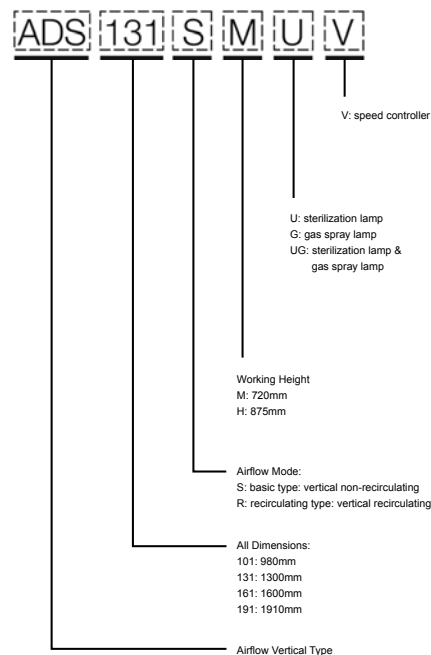 ADS 131 S M U V
V: speed controller
U: sterilization lamp
G: gas spray lamp
UG: sterilization lamp &
gas spray lamp
Working Height
M: 720mm
H: 875mm
Airflow Mode:
S: basic type: vertical non-recirculating
R: recirculating type: vertical recirculating
All Dimensions:
101: 980mm
131: 1300mm
161: 1600mm
191: 1910mm
Airflow Vertical Type